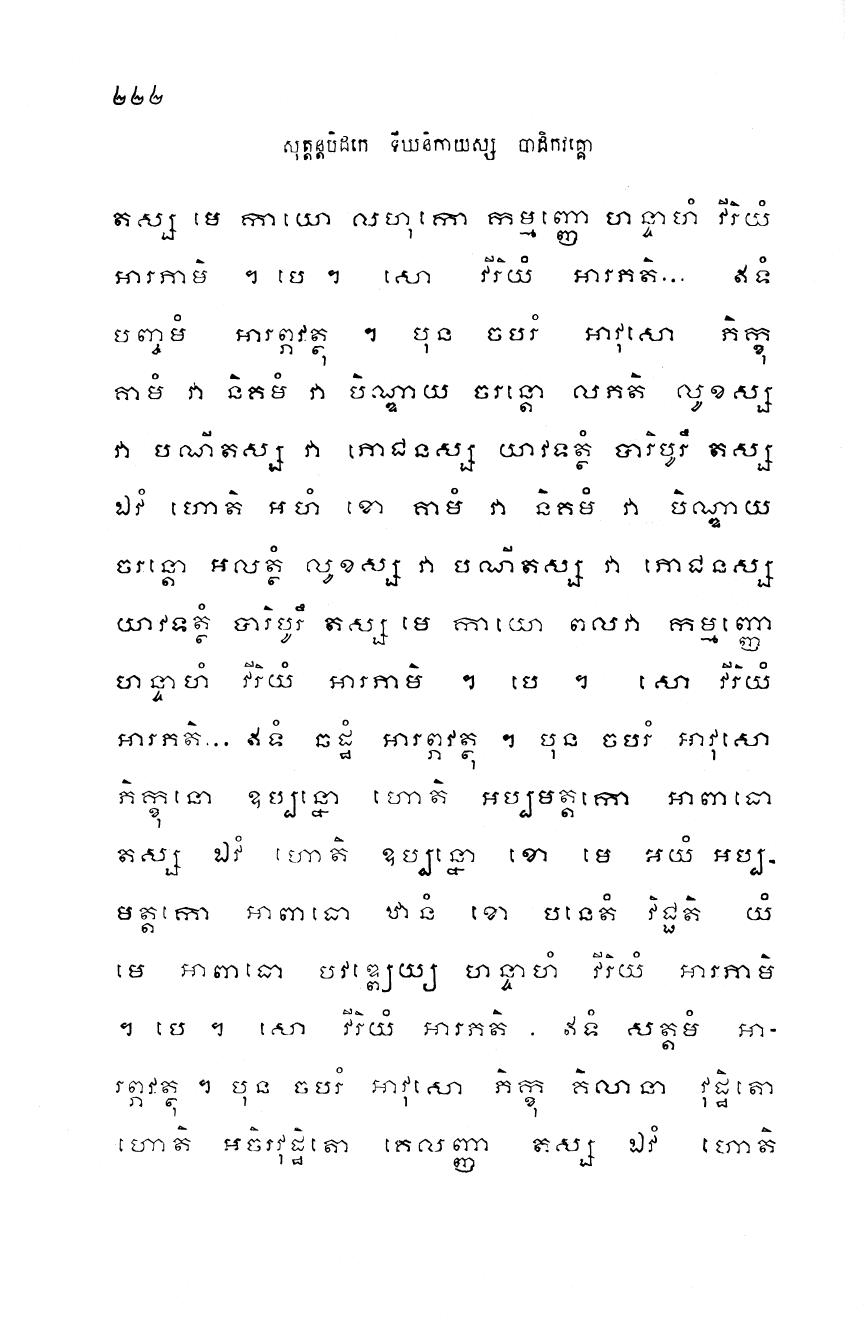 ២២២
សុត្តន្តបិដកេ ទីឃនិកាយស្ស បាដិកវគ្គោ
តស្ស មេ កាយោ លហុកោ កម្មញ្ញោ ហន្ទាហំ វីរិយំ
អារភាមិ ។ បេ ។ សោ វីរិយំ អារភតិ... ឥទំ
បញ្ចមំ អារព្ភវត្ថុ ។ បុន ចបរំ អាវុសោ ភិក្ខុ
គាមំ វា និគមំ វា បិណ្ឌាយ ចរន្តោ លភតិ លូខស្ស
វា បណីតស្ស វា ភោជនស្ស យាវទត្ថំ បារិបូរឹ តស្ស
ឯវំ ហោតិ អហំ ខោ គាមំ វា និគមំ វា បិណ្ឌាយ
ចរន្តោ អលត្ថំ លូខស្ស វា បណីតស្ស វា ភោជនស្ស
យាវទត្ថំ បារិបូរឹ តស្ស មេ កាយោ ពលវា កម្មញ្ញោ
ហន្ទាហំ វីរិយំ អារភាមិ ។ បេ ។ សោ វីរិយំ
អារភតិ... ឥទំ ឆដ្ឋំ អារព្ភវត្ថុ ។ បុន ចបរំ អាវុសោ
ភិក្ខុនោ ឧប្បន្នោ ហោតិ អប្បមត្តកោ អាពាធោ
តស្ស ឯវំ ហោតិ ឧប្បន្នោ ខោ មេ អយំ អប្ប-
មត្តកោ អាពាធោ ឋានំ ខោ បនេតំ វិជ្ជតិ យំ
មេ អាពាធោ បវឌ្ឍេយ្យ ហន្ទាហំ វីរិយំ អារភាមិ
។ បេ ។ សោ វីរិយំ អារភតិ . ឥទំ សត្តមំ អា-
រព្ភវត្ថុ ។ បុន ចបរំ អាវុសោ ភិក្ខុ គិលានា វុដ្ឋិតោ
ហោតិ អចិរវុដ្ឋិតោ គេលញ្ញា តស្ស ឯវំ ហោតិ